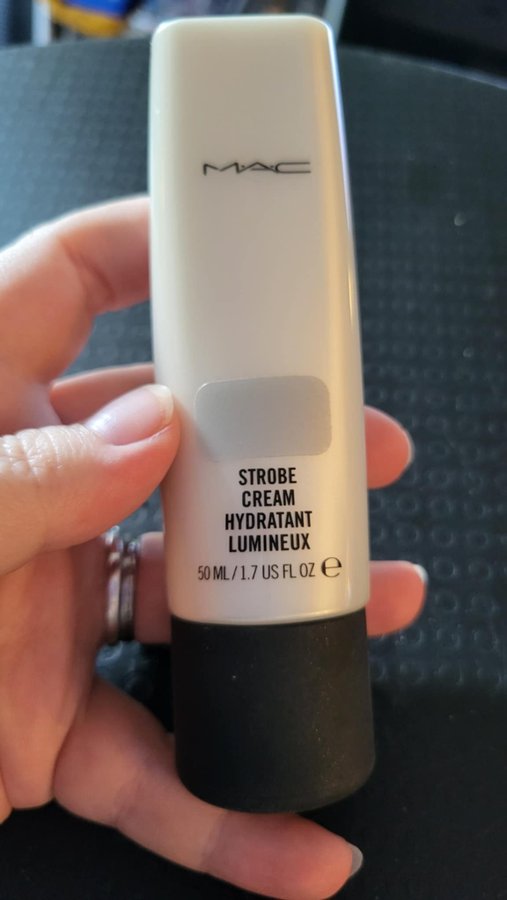 MAC
STROBE
CREAM
HYDRATANT
LUMINEUX
50 ML / 1.7 US FL OZ ℮